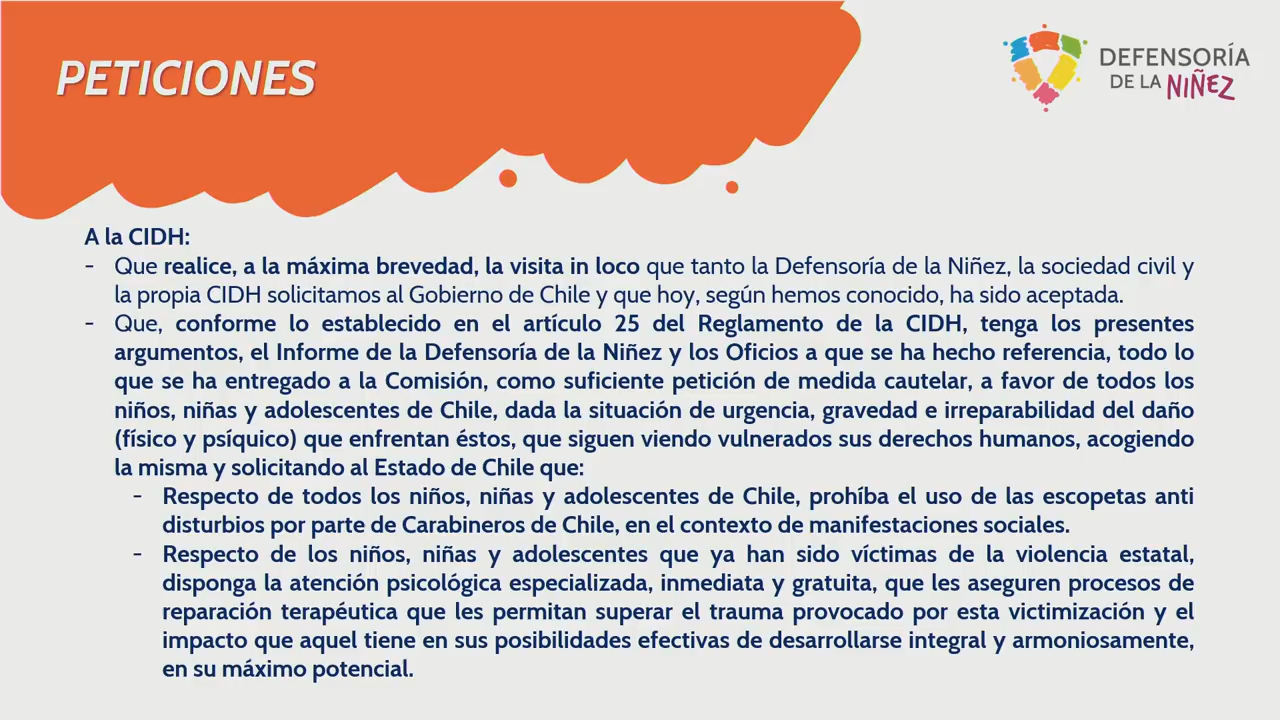 PETICIONES
DEFENSORÍA
DE LA NIÑEZ
A la CIDH:
- Que realice, a la máxima brevedad, la visita in loco que tanto la Defensoría de la Niñez, la sociedad civil y
la propia CIDH solicitamos al Gobierno de Chile y que hoy, según hemos conocido, ha sido aceptada.
- Que, conforme lo establecido en el artículo 25 del Reglamento de la CIDH, tenga los presentes
argumentos, el Informe de la Defensoría de la Niñez y los Oficios a que se ha hecho referencia, todo lo
que se ha entregado a la Comisión, como suficiente petición de medida cautelar, a favor de todos los
niños, niñas y adolescentes de Chile, dada la situación de urgencia, gravedad e irreparabilidad del daño
(físico y psíquico) que enfrentan éstos, que siguen viendo vulnerados sus derechos humanos, acogiendo
la misma y solicitando al Estado de Chile que:
- Respecto de todos los niños, niñas y adolescentes de Chile, prohíba el uso de las escopetas anti
disturbios por parte de Carabineros de Chile, en el contexto de manifestaciones sociales.
- Respecto de los niños, niñas y adolescentes que ya han sido víctimas de la violencia estatal,
disponga la atención psicológica especializada, inmediata y gratuita, que les aseguren procesos de
reparación terapéutica que les permitan superar el trauma provocado por esta victimización y el
impacto que aquel tiene en sus posibilidades efectivas de desarrollarse integral y armoniosamente,
en su máximo potencial.